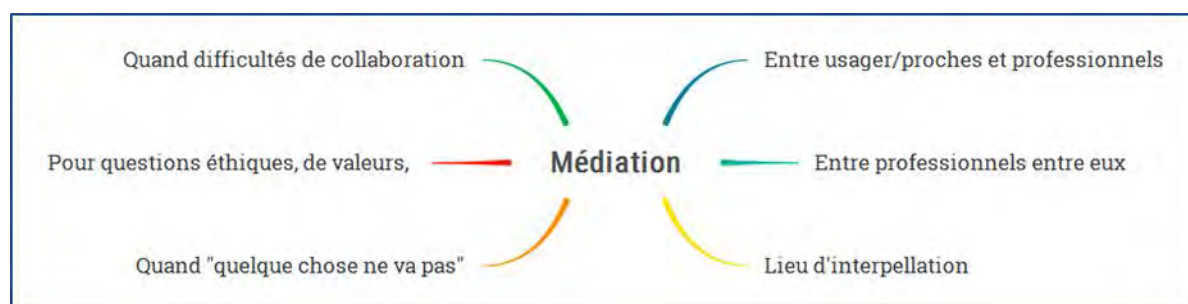 Quand difficultés de collaboration
Entre usager/proches et professionnels
Pour questions éthiques, de valeurs,
Médiation
Entre professionnels entre eux
Quand "quelque chose ne va pas"
Lieu d'interpellation